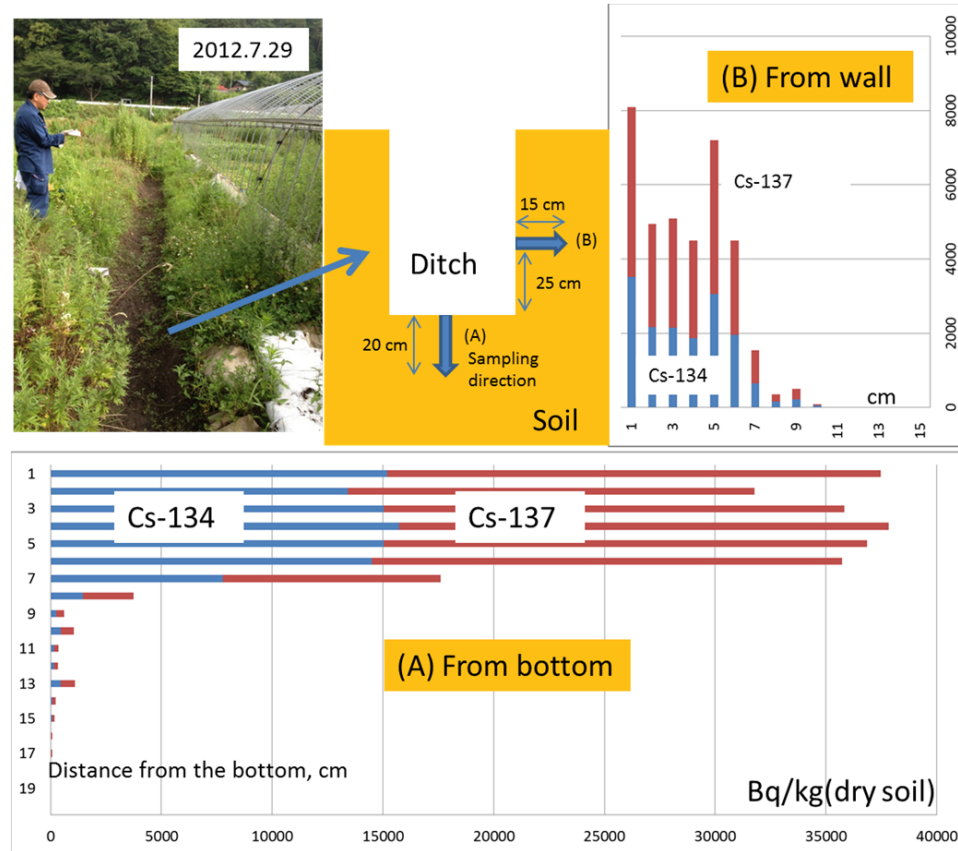 2012.7.29
Ditch
15 cm
(B)
25 cm
20 cm
(A)
Sampling
direction
Soil
(B) From wall
Cs-137
Cs-134
cm
0
2000
4000
6000
8000
10000
1
3
5
7
9
11
13
15
1
3
5
7
9
11
13
15
17
19
Cs-134
Cs-137
(A) From bottom
Distance from the bottom, cm
Bq/kg(dry soil)
0 5000 10000 15000 20000 25000 30000 35000 40000